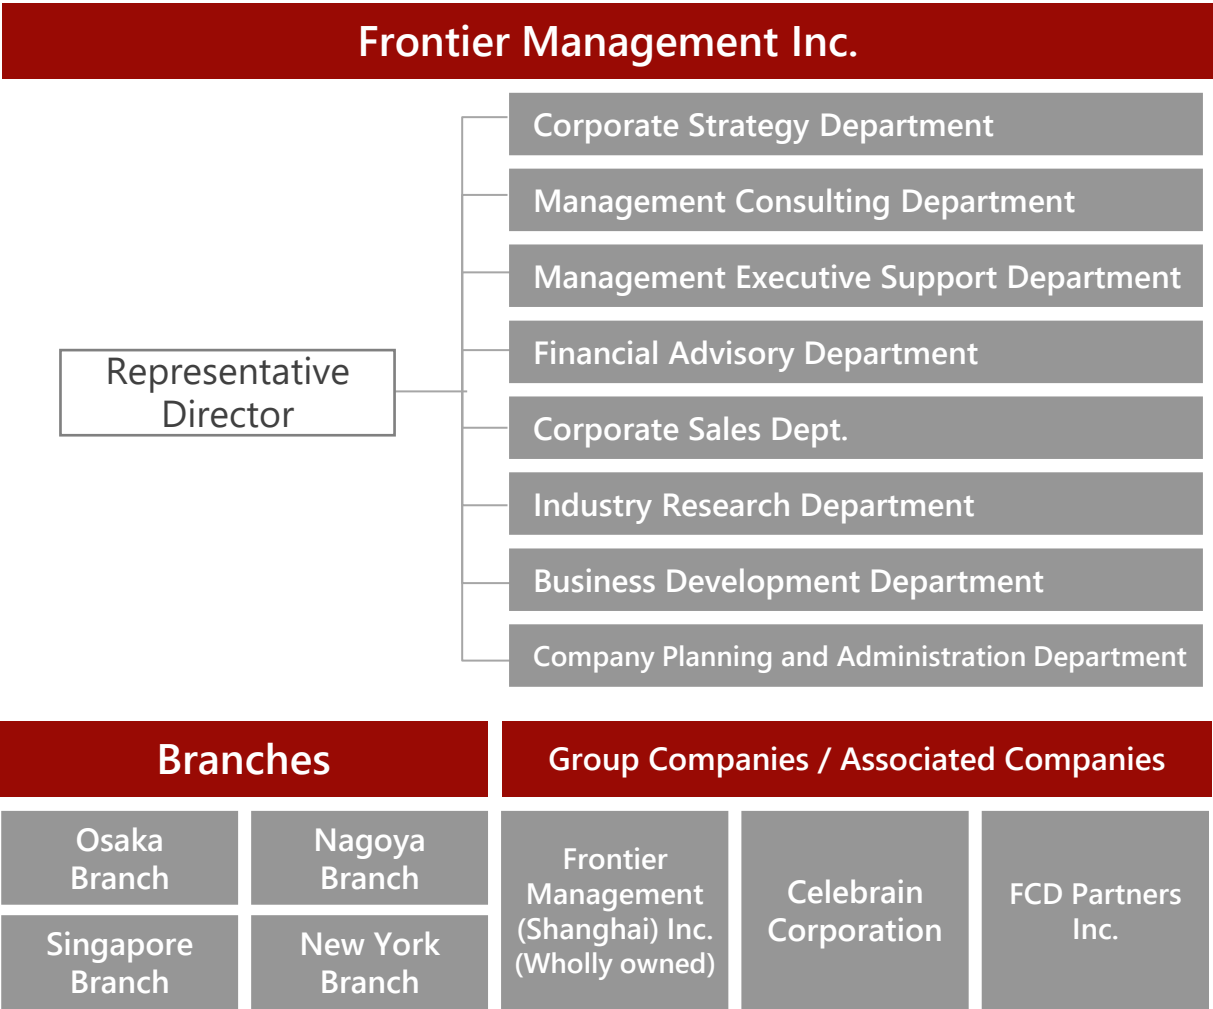 Frontier Management Inc.
Corporate Strategy Department
Management Consulting Department
Management Executive Support Department
Financial Advisory Department
Corporate Sales Dept.
Industry Research Department
Business Development Department
Company Planning and Administration Department
Representative
Director
Branches
Osaka
Branch
Nagoya
Branch
Singapore
Branch
New York
Branch
Group Companies / Associated Companies
Frontier
Management
(Shanghai) Inc.
(Wholly owned)
Celebrain
Corporation
FCD Partners
Inc.